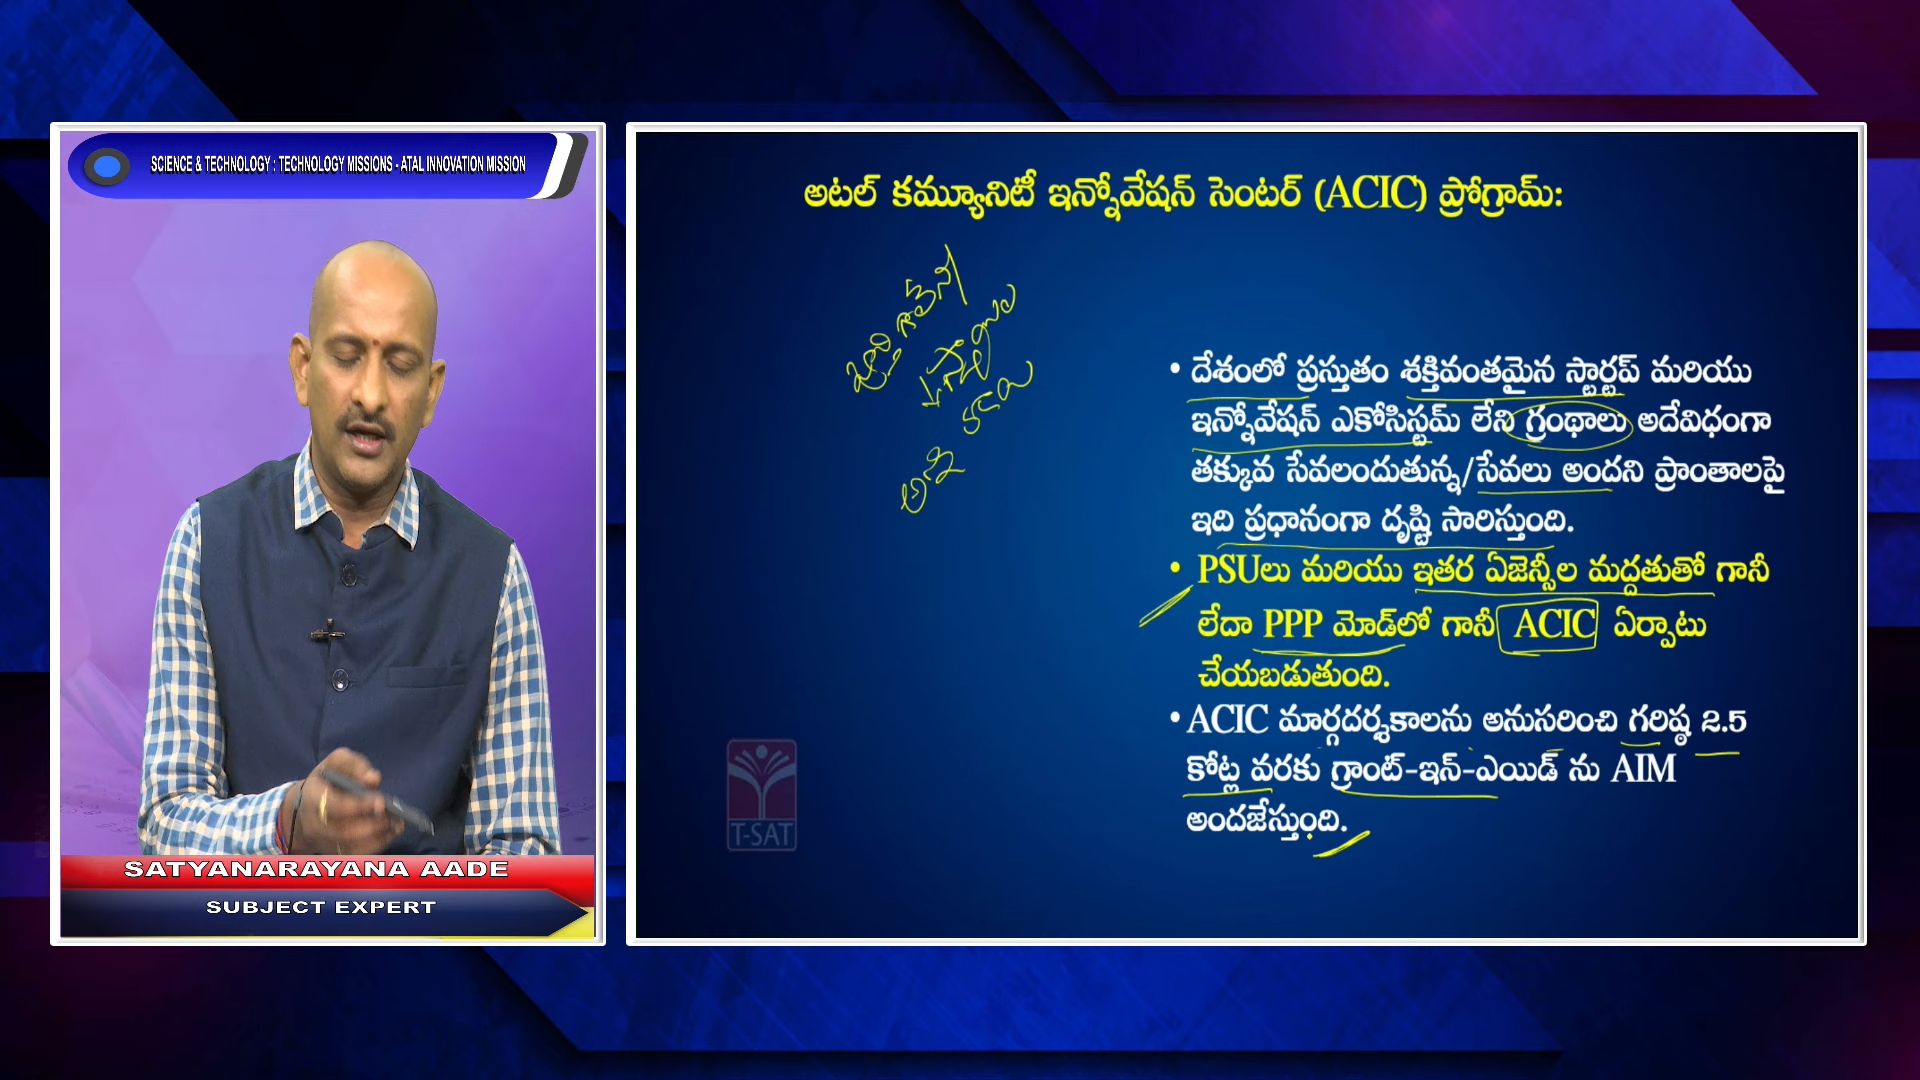 SCIENCE & TECHNOLOGY : TECHNOLOGY MISSIONS - ATAL INNOVATION MISSION
అటల్ కమ్యూనిటీ ఇన్నోవేషన్ సెంటర్ (ACIC) ప్రోగ్రామ్:
• దేశంలో ప్రస్తుతం శక్తివంతమైన స్టార్టప్ మరియు
ఇన్నోవేషన్ ఎకోసిస్టమ్ లేని గ్రంథాలు అదేవిధంగా
తక్కువ సేవలందుతున్న/సేవలు అందని ప్రాంతాలపై
ఇది ప్రధానంగా దృష్టి సారిస్తుంది.
• PSUలు మరియు ఇతర ఏజెన్సీల మద్దతుతో గానీ
లేదా PPP మోడ్‌లో గానీ ACIC ఏర్పాటు
చేయబడుతుంది.
• ACIC మార్గదర్శకాలను అనుసరించి గరిష్ఠ 2.5
కోట్ల వరకు గ్రాంట్-ఇన్-ఎయిడ్ ను AIM
అందజేస్తుంది.
T-SAT
SATYANARAYANA AADE
SUBJECT EXPERT